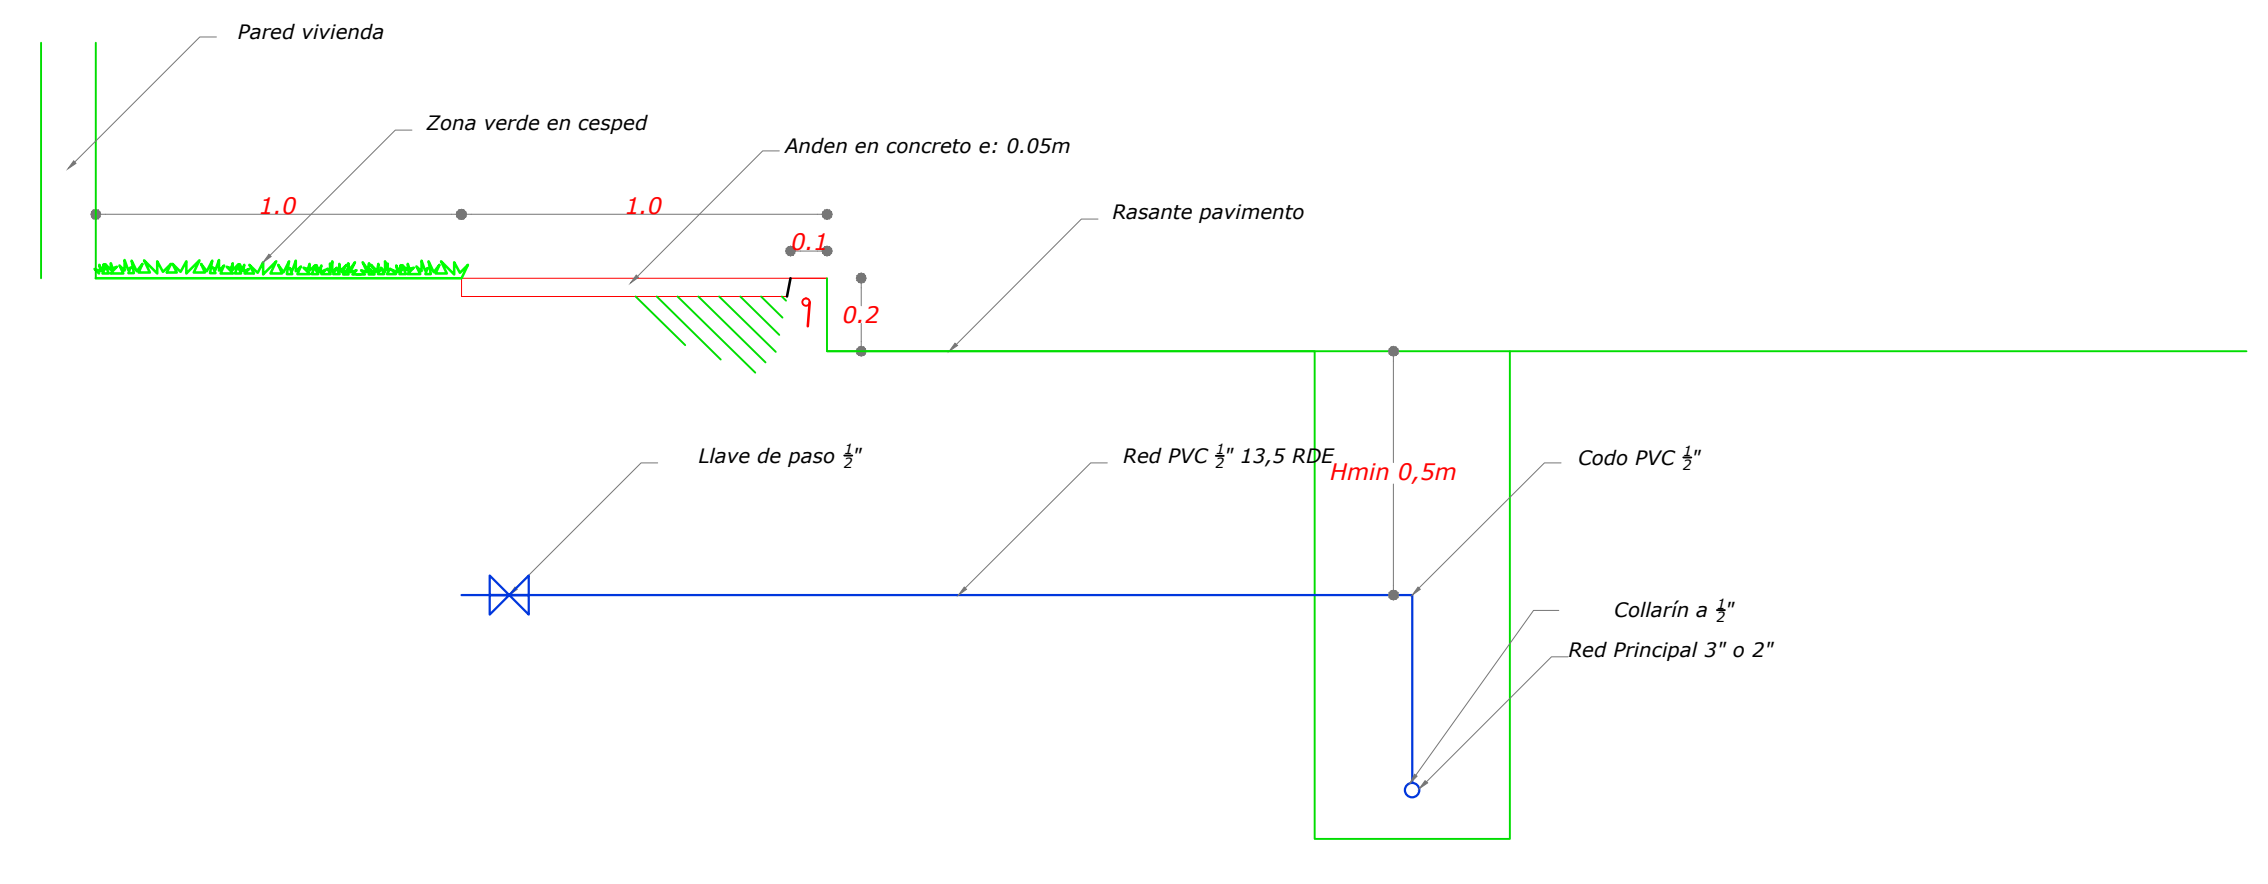 Pared vivienda
Zona verde en cesped
Anden en concreto e: 0.05m
1.0
1.0
Rasante pavimento
0.1
0.2
Llave de paso ½"
Red PVC ½" 13,5 RDE
Hmin 0,5m
Codo PVC ½"
Collarín a ½"
Red Principal 3" o 2"